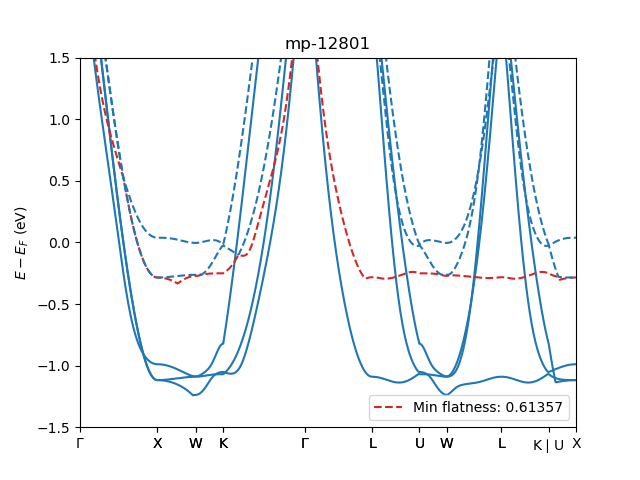 mp-12801
E − E_F (eV)
1.5
1.0
0.5
0.0
−0.5
−1.0
−1.5
Min flatness: 0.61357
Γ X W K Γ L U W L K | U X